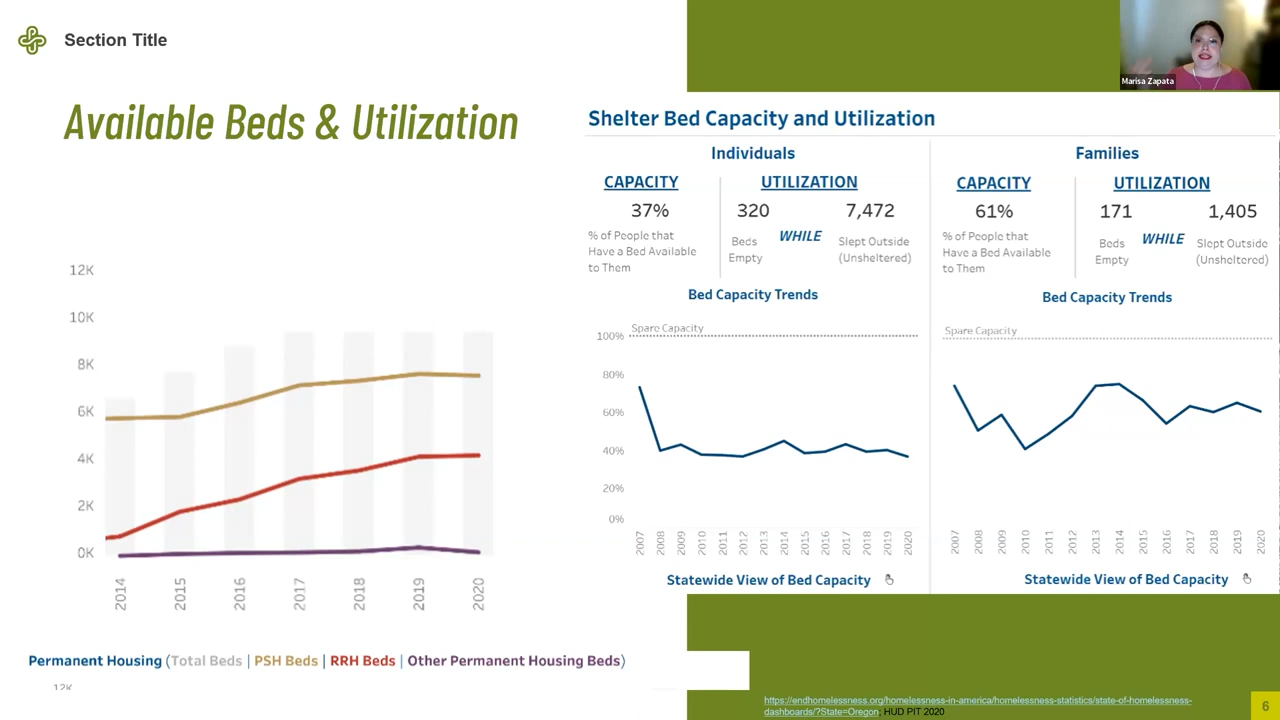 Section Title
Marisa Zapata
Available Beds & Utilization
12K
10K
8K
6K
4K
2K
0K
2014
2015
2016
2017
2018
2019
2020
Permanent Housing (Total Beds | PSH Beds | RRH Beds | Other Permanent Housing Beds)
12K
Shelter Bed Capacity and Utilization
Individuals
CAPACITY
UTILIZATION
37%
320
7,472
% of People that
Have a Bed Available
to Them
Beds
Empty
WHILE
Slept Outside
(Unsheltered)
Bed Capacity Trends
Spare Capacity
100%
80%
60%
40%
20%
0%
2007
2008
2009
2010
2011
2012
2013
2014
2015
2016
2017
2018
2019
2020
Statewide View of Bed Capacity
Families
CAPACITY
UTILIZATION
61%
171
1,405
% of People that
Have a Bed Available
to Them
Beds
Empty
WHILE
Slept Outside
(Unsheltered)
Bed Capacity Trends
Spare Capacity
2007
2008
2009
2010
2011
2012
2013
2014
2015
2016
2017
2018
2019
2020
Statewide View of Bed Capacity
https://endhomelessness.org/homelessness-in-america/homelessness-statistics/state-of-homelessness-
dashboards/?State=Oregon. HUD PIT 2020
6